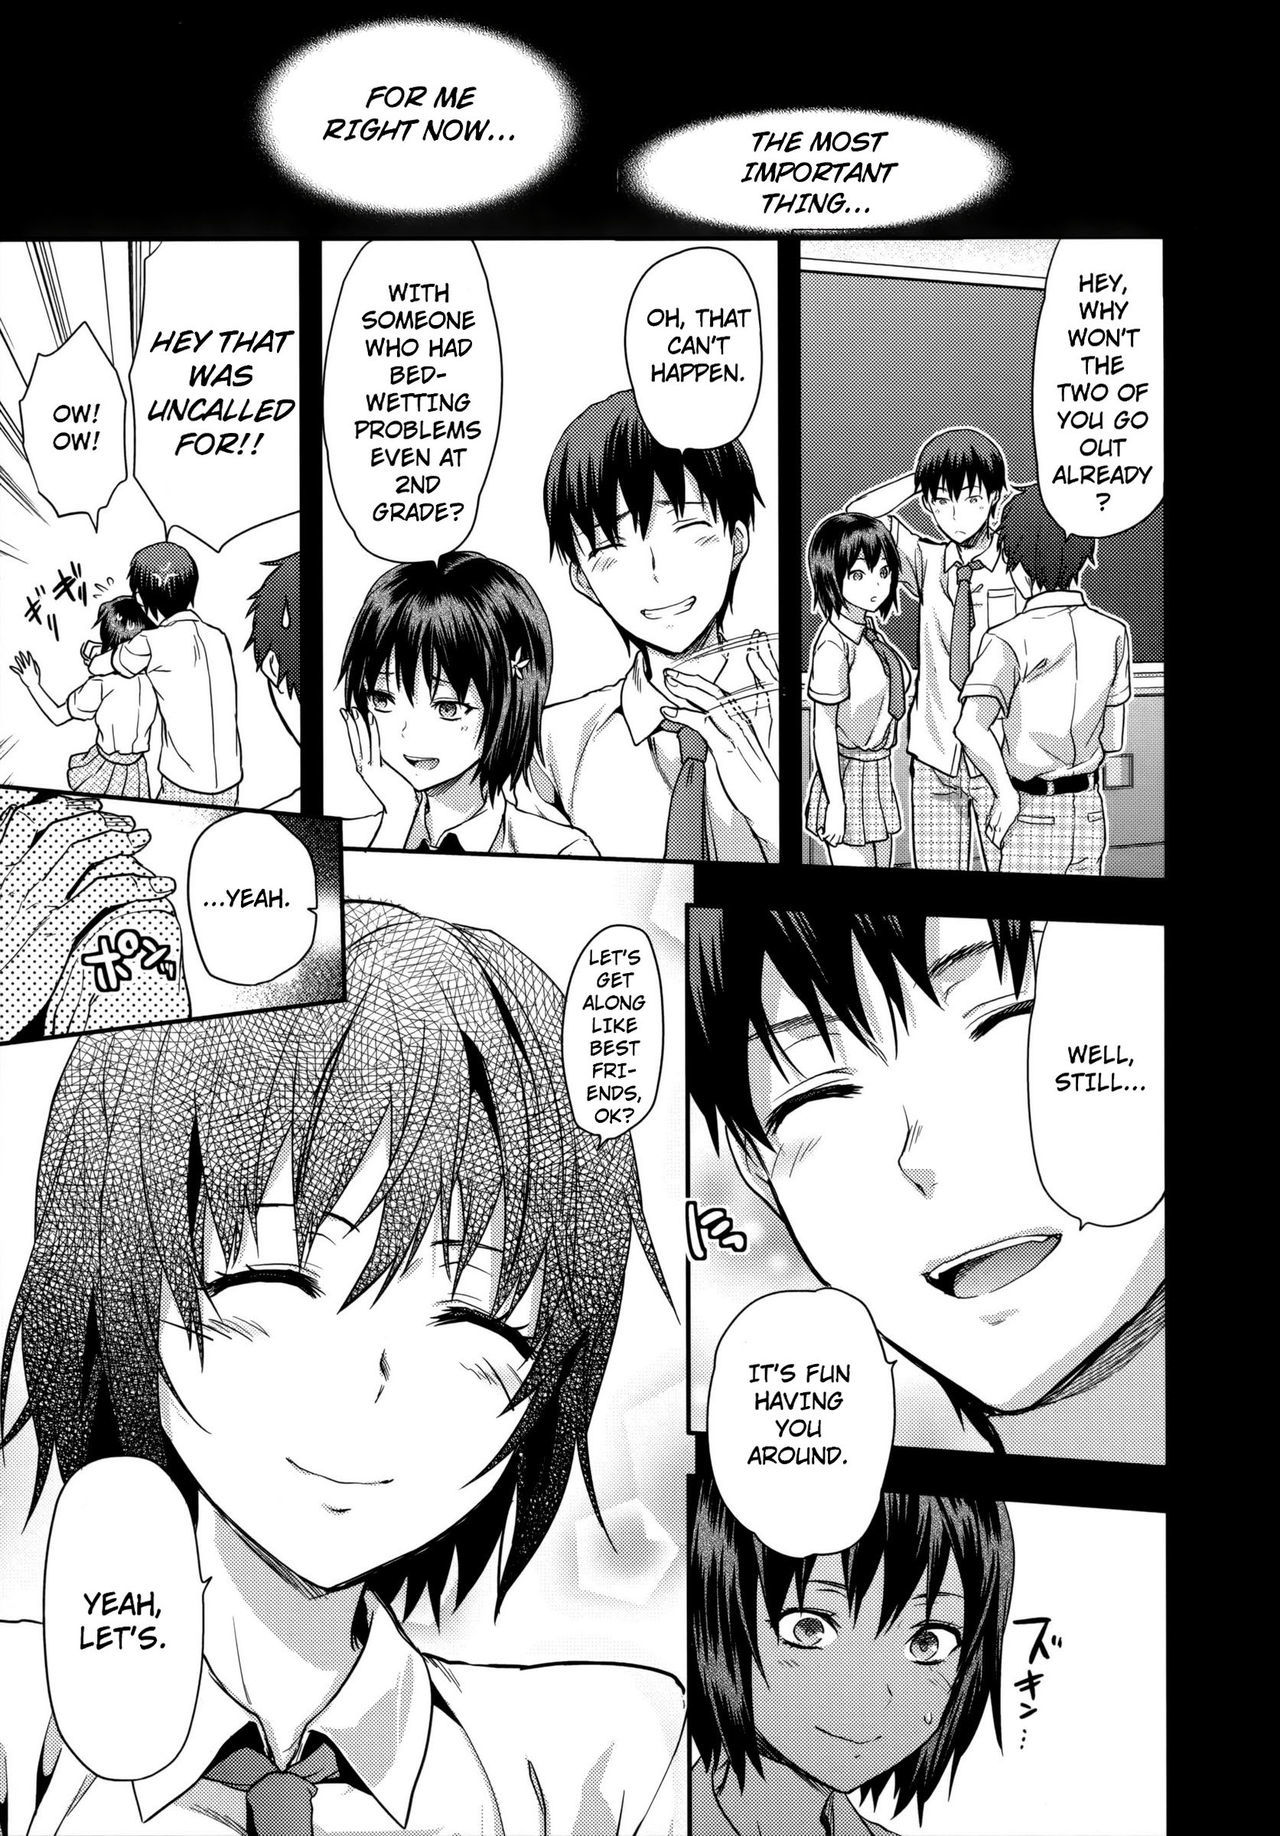 FOR ME
RIGHT NOW...
THE MOST
IMPORTANT
THING...
HEY,
WHY
WON'T
THE
TWO OF
YOU GO
OUT
ALREADY
?
OH, THAT
CAN'T
HAPPEN.
WITH
SOMEONE
WHO HAD
BED-
WETTING
PROBLEMS
EVEN AT
2ND
GRADE?
HEY THAT
WAS
UNCALLED
FOR!!
OW!
OW!
ギギギ
WELL,
STILL...
IT'S FUN
HAVING
YOU
AROUND.
ズキン…
LET'S
GET
ALONG
LIKE
BEST
FRI-
ENDS,
OK?
...YEAH.
ポンッ
YEAH,
LET'S.